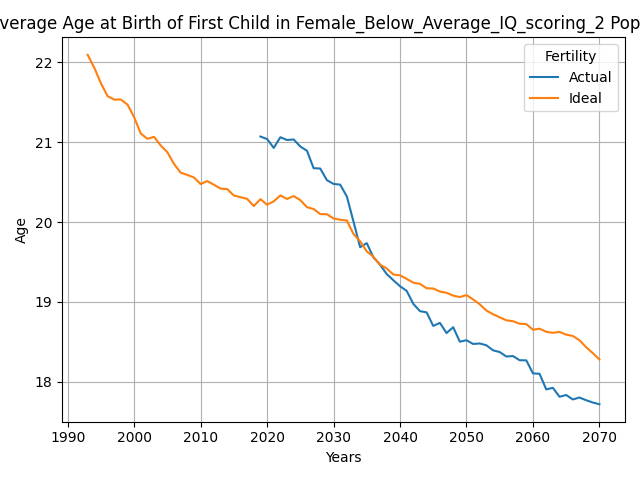 verage Age at Birth of First Child in Female_Below_Average_IQ_scoring_2 Pop
Fertility
Actual
Ideal
22
21
20
19
18
Age
1990
2000
2010
2020
2030
2040
2050
2060
2070
Years